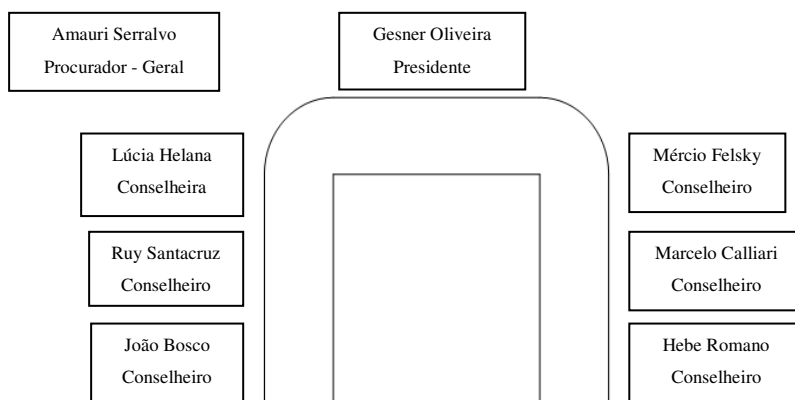 Amauri Serralvo
Procurador - Geral
Gesner Oliveira
Presidente
Lúcia Helana
Conselheira
Mércio Felsky
Conselheiro
Ruy Santacruz
Conselheiro
Marcelo Calliari
Conselheiro
João Bosco
Conselheiro
Hebe Romano
Conselheiro